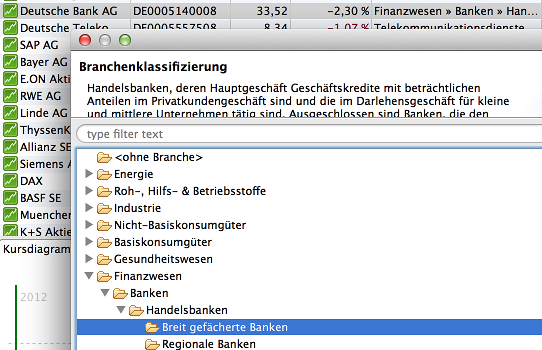 Deutsche Bank AG DE0005140008 33,52 -2,30 % Finanzwesen » Banken » Han
Deutsche Teleko DE0005557508 8,34 -1,07 % Telekommunikationsdiens
SAP AG
Bayer AG
E.ON Akti
RWE AG
Linde AG
ThyssenK
Allianz SE
Siemens A
DAX
BASF SE
Muenchen
K+S Aktie
Kursdiagram
2012
Branchenklassifizierung
Handelsbanken, deren Hauptgeschäft Geschäftskredite mit beträchtlichen
Anteilen im Privatkundengeschäft sind und die im Darlehensgeschäft für kleine
und mittlere Unternehmen tätig sind. Ausgeschlossen sind Banken, die den
type filter text
<ohne Branche>
Energie
Roh-, Hilfs- & Betriebsstoffe
Industrie
Nicht-Basiskonsumgüter
Basiskonsumgüter
Gesundheitswesen
Finanzwesen
Banken
Handelsbanken
Breit gefächerte Banken
Regionale Banken